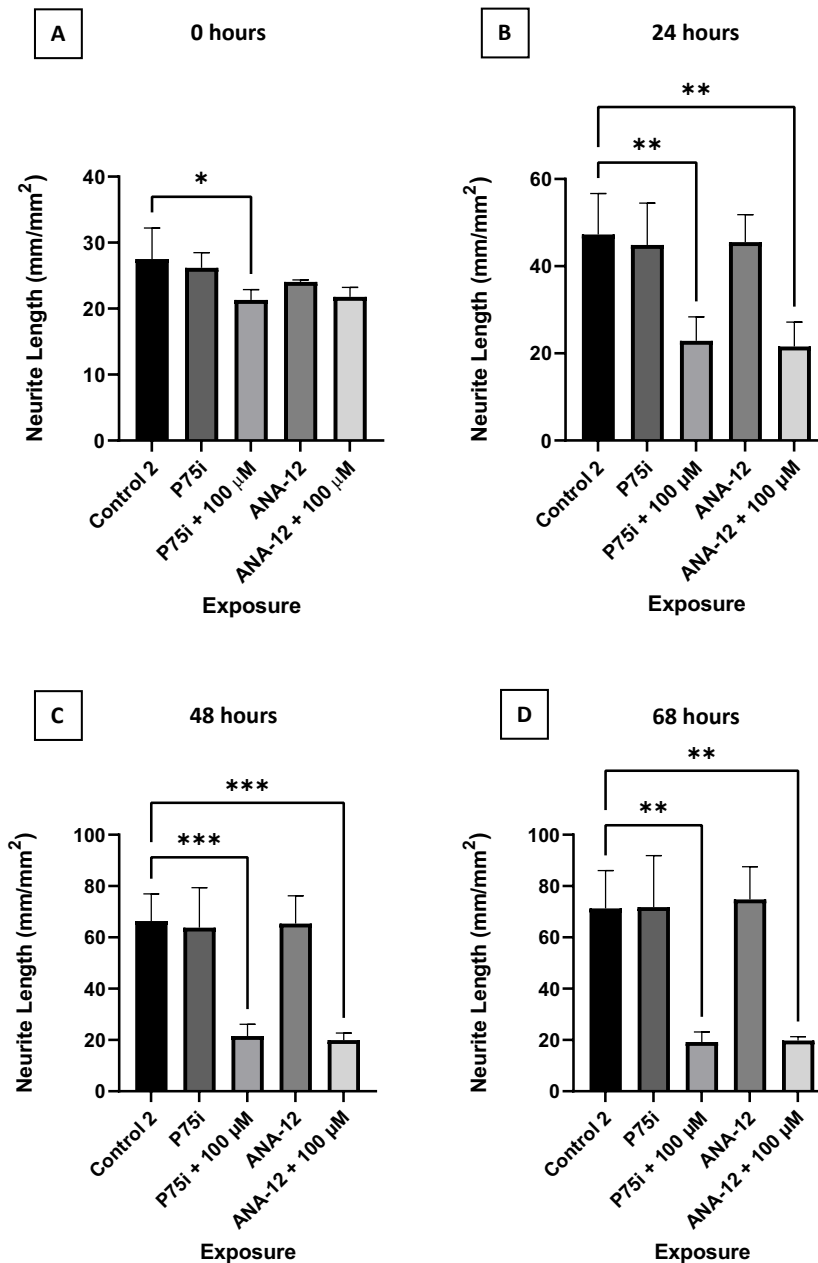 A
0 hours
*
Neurite Length (mm/mm²)
40
30
20
10
0
Control 2
P75i
P75i + 100 μM
ANA-12
ANA-12 + 100 μM
Exposure
B
24 hours
**
**
Neurite Length (mm/mm²)
60
40
20
0
Control 2
P75i
P75i + 100 µM
ANA-12
ANA-12 + 100 µM
Exposure
C
48 hours
***
***
Neurite Length (mm/mm²)
100
80
60
40
20
0
Control 2
P75i
P75i + 100 µM
ANA-12
ANA-12 + 100 µM
Exposure
D
68 hours
**
**
Neurite Length (mm/mm²)
100
80
60
40
20
0
Control 2
P75i
P75i + 100 µM
ANA-12
ANA-12 + 100 µM
Exposure